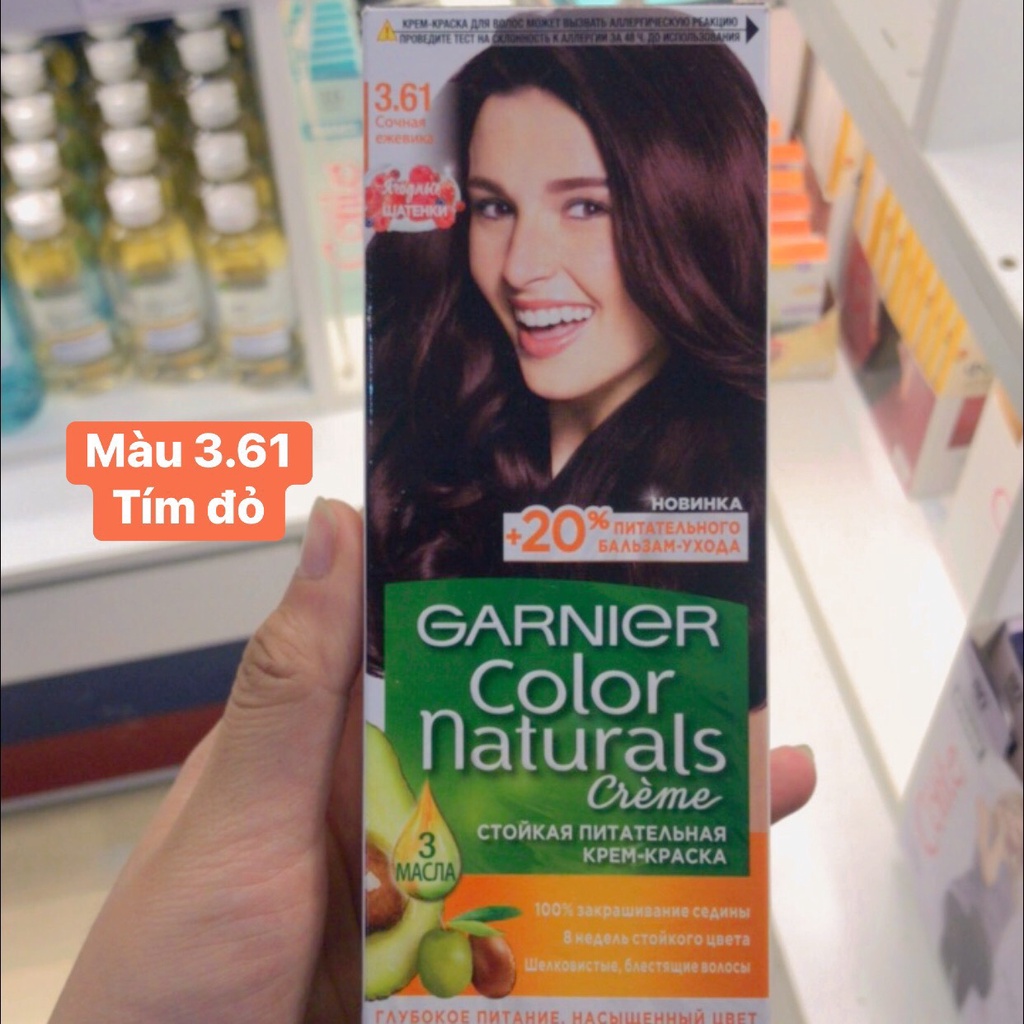 КРЕМ-КРАСКА ДЛЯ ВОЛОС МОЖЕТ ВЫЗВАТЬ АЛЛЕРГИЧЕСКУЮ РЕАКЦИЮ
ПРОВЕДИТЕ ТЕСТ НА СКЛОННОСТЬ К АЛЛЕРГИИ ЗА 48 Ч. ДО ИСПОЛЬЗОВАНИЯ
3.61
Сочная
ежевика
Ягодные
ШАТЕНКИ
Màu 3.61
Tím đỏ
НОВИНКА
+20%
ПИТАТЕЛЬНОГО
БАЛЬЗАМ-УХОДА
GARNIER
Color
Naturals
Crème
СТОЙКАЯ ПИТАТЕЛЬНАЯ
КРЕМ-КРАСКА
3
МАСЛА
100% закрашивание седины
8 недель стойкого цвета
Шелковистые, блестящие волосы
ГЛУБОКОЕ ПИТАНИЕ, НАСЫЩЕННЫЙ ЦВЕТ